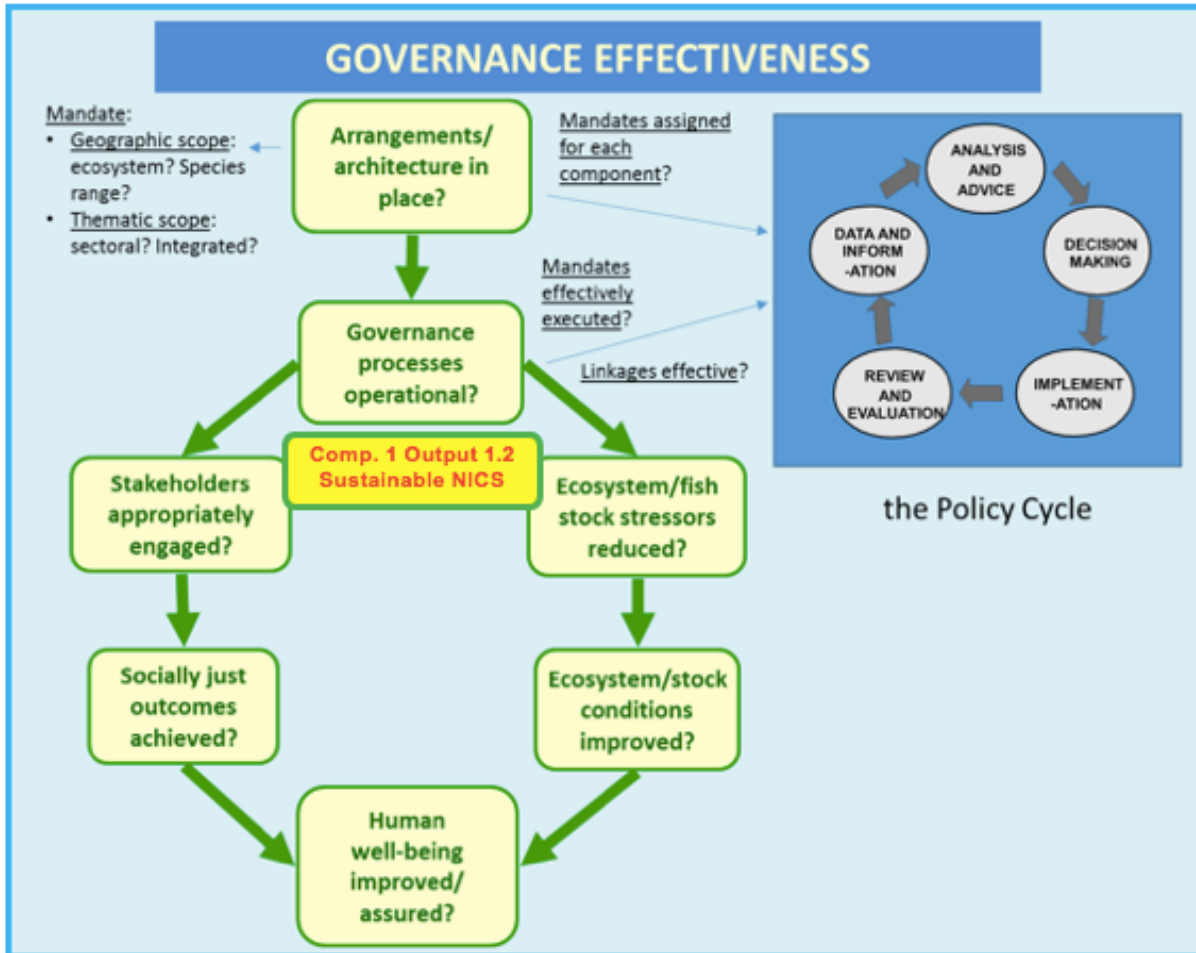 GOVERNANCE EFFECTIVENESS
Mandate:
• Geographic scope:
ecosystem? Species
range?
• Thematic scope:
sectoral? Integrated?
Arrangements/
architecture in
place?
Mandates assigned
for each
component?
Mandates
effectively
executed?
Linkages effective?
Governance
processes
operational?
Comp. 1 Output 1.2
Sustainable NICS
Stakeholders
appropriately
engaged?
Ecosystem/fish
stock stressors
reduced?
Socially just
outcomes
achieved?
Ecosystem/stock
conditions
improved?
Human
well-being
improved/
assured?
ANALYSIS
AND
ADVICE
DECISION
MAKING
IMPLEMENT
-ATION
REVIEW
AND
EVALUATION
DATA AND
INFORM
-ATION
the Policy Cycle